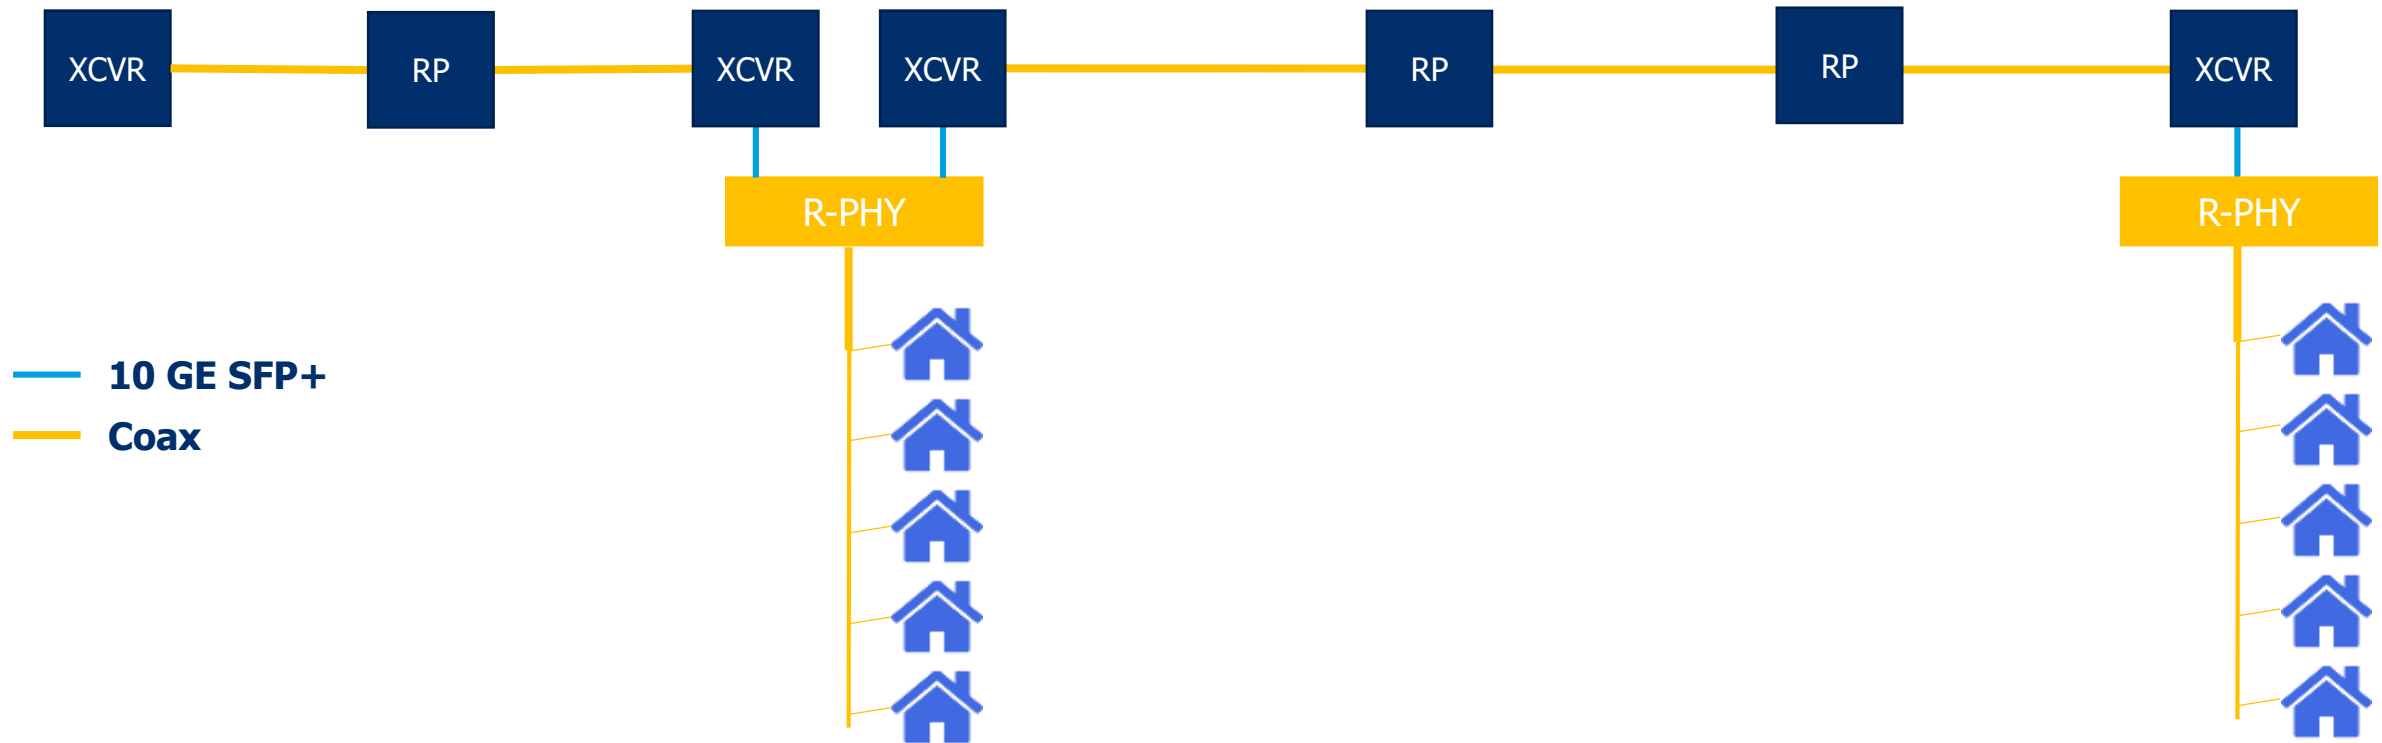 XCVR
RP
XCVR
XCVR
RP
RP
XCVR
R-PHY
R-PHY
10 GE SFP+
Coax